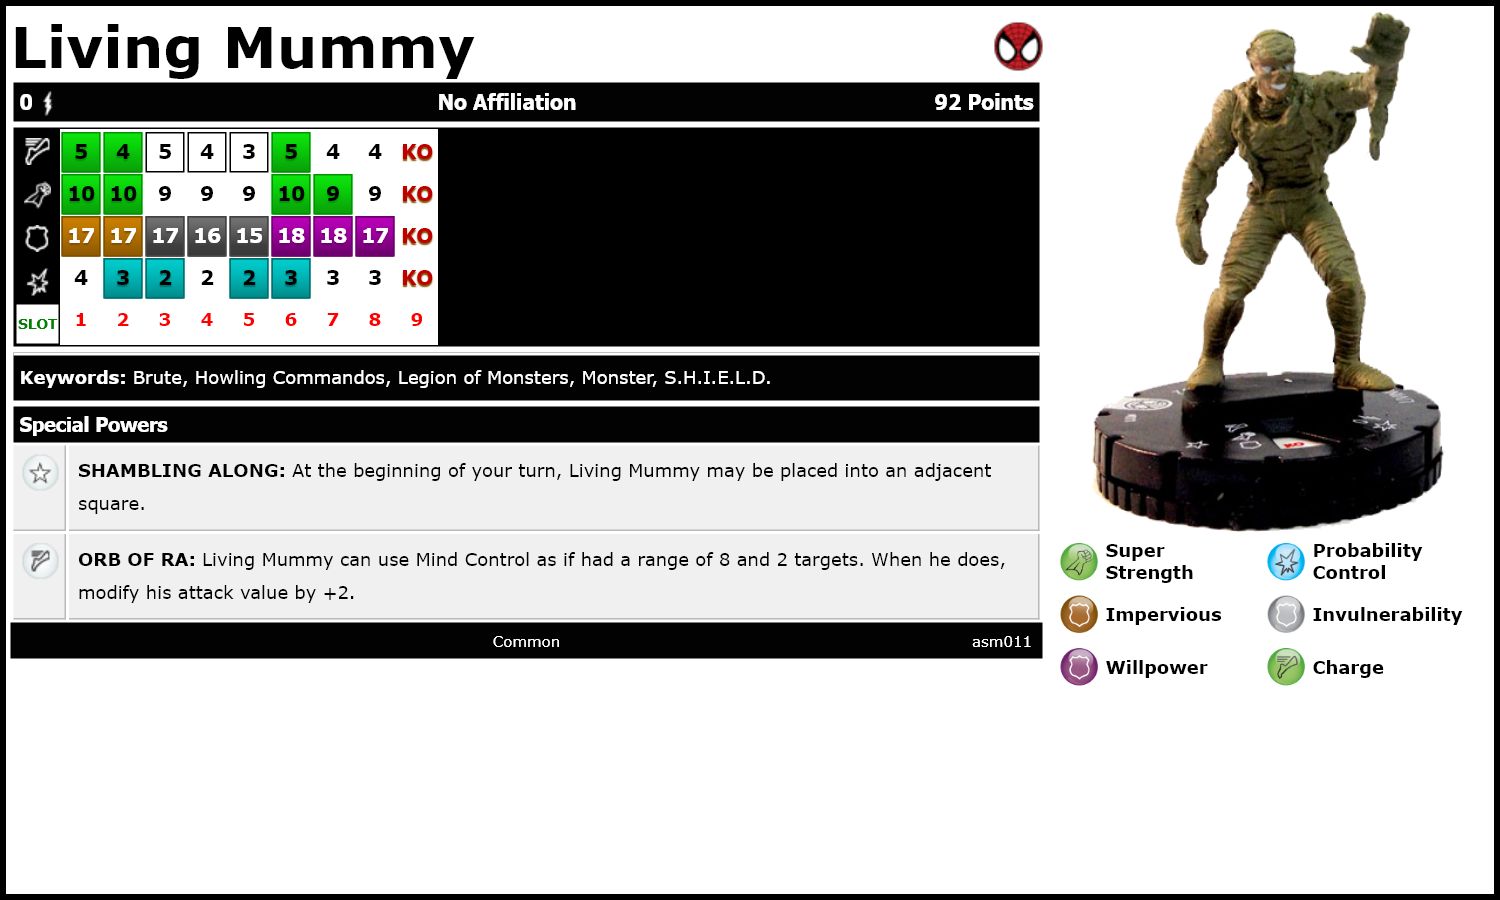 Living Mummy
0 No Affiliation 92 Points
5 4 5 4 3 5 4 4 KO
10 10 9 9 9 10 9 9 KO
17 17 17 16 15 18 18 17 KO
4 3 2 2 2 3 3 3 KO
SLOT 1 2 3 4 5 6 7 8 9
Keywords: Brute, Howling Commandos, Legion of Monsters, Monster, S.H.I.E.L.D.
Special Powers
SHAMBLING ALONG: At the beginning of your turn, Living Mummy may be placed into an adjacent
square.
ORB OF RA: Living Mummy can use Mind Control as if had a range of 8 and 2 targets. When he does,
modify his attack value by +2.
Common asm011
KO
Super
Strength
Probability
Control
Impervious
Invulnerability
Willpower
Charge